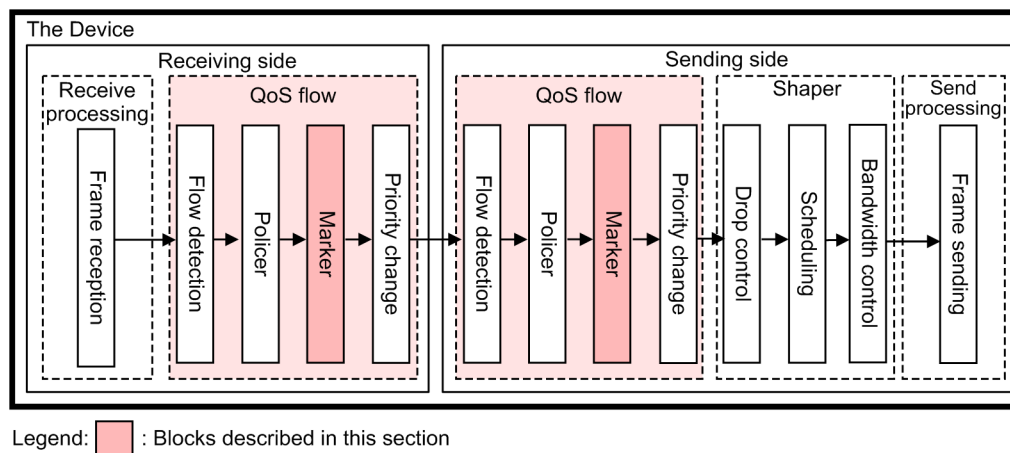 The Device
Receiving side
Sending side
Receive
processing
QoS flow
QoS flow
Shaper
Send
processing
Frame reception
Flow detection
Policer
Marker
Priority change
Flow detection
Policer
Marker
Priority change
Drop control
Scheduling
Bandwidth control
Frame sending
Legend: : Blocks described in this section